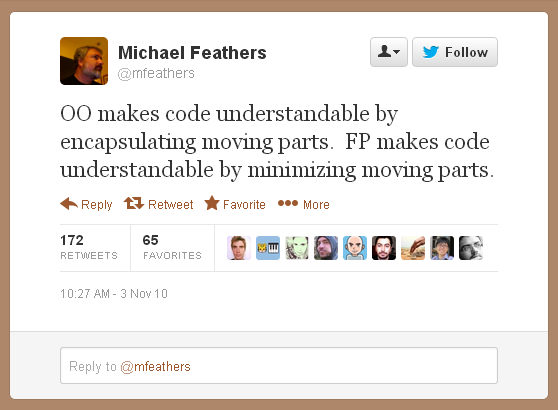 Michael Feathers
@mfeathers
Follow
OO makes code understandable by
encapsulating moving parts.  FP makes code
understandable by minimizing moving parts.
Reply Retweet Favorite More
172 65
RETWEETS FAVORITES
10:27 AM - 3 Nov 10
Reply to @mfeathers